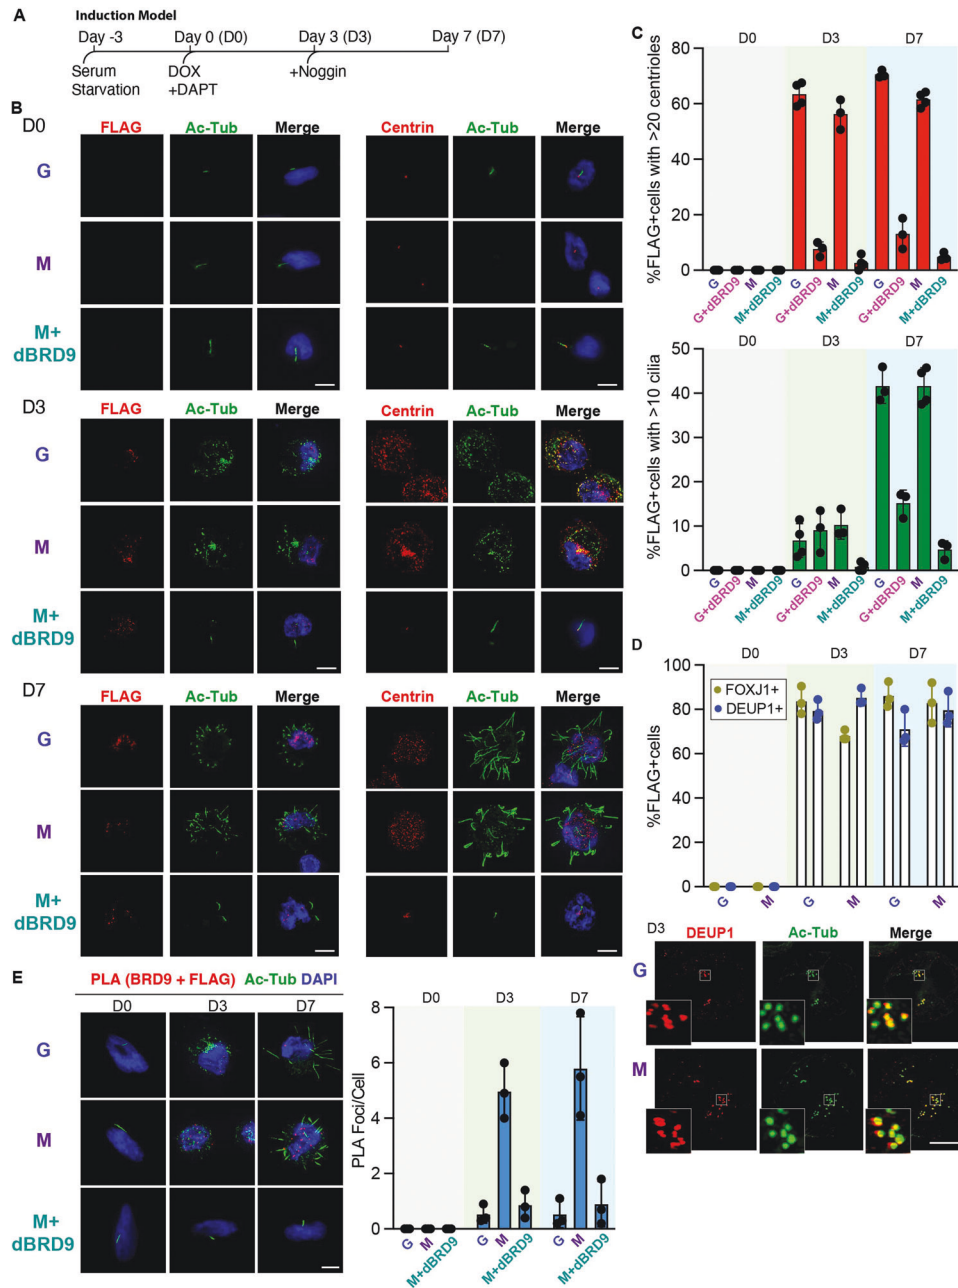 A
Induction Model
Day -3
Day 0 (D0)
Day 3 (D3)
Day 7 (D7)
Serum
Starvation
DOX
+DAPT
+Noggin
B
D0
FLAG Ac-Tub Merge
Centrin Ac-Tub Merge
G
M
M+
dBRD9
D3
FLAG Ac-Tub Merge
Centrin Ac-Tub Merge
G
M
M+
dBRD9
D7
FLAG Ac-Tub Merge
Centrin Ac-Tub Merge
G
M
M+
dBRD9
C
D0 D3 D7
%FLAG+cells with >20 centrioles
80
60
40
20
0
G G+dBRD9 M M+dBRD9 G G+dBRD9 M M+dBRD9 G G+dBRD9 M M+dBRD9
%FLAG+cells with >10 cilia
50
40
30
20
10
0
G G+dBRD9 M M+dBRD9 G G+dBRD9 M M+dBRD9 G G+dBRD9 M M+dBRD9
D
D0 D3 D7
%FLAG+cells
100
80
60
40
20
0
FOXJ1+
DEUP1+
G M G M G M
D3
DEUP1 Ac-Tub Merge
G
M
E
PLA (BRD9 + FLAG) Ac-Tub DAPI
D0 D3 D7
G
M
M+
dBRD9
D0 D3 D7
PLA Foci/Cell
8
6
4
2
0
G M M+dBRD9 G M M+dBRD9 G M M+dBRD9